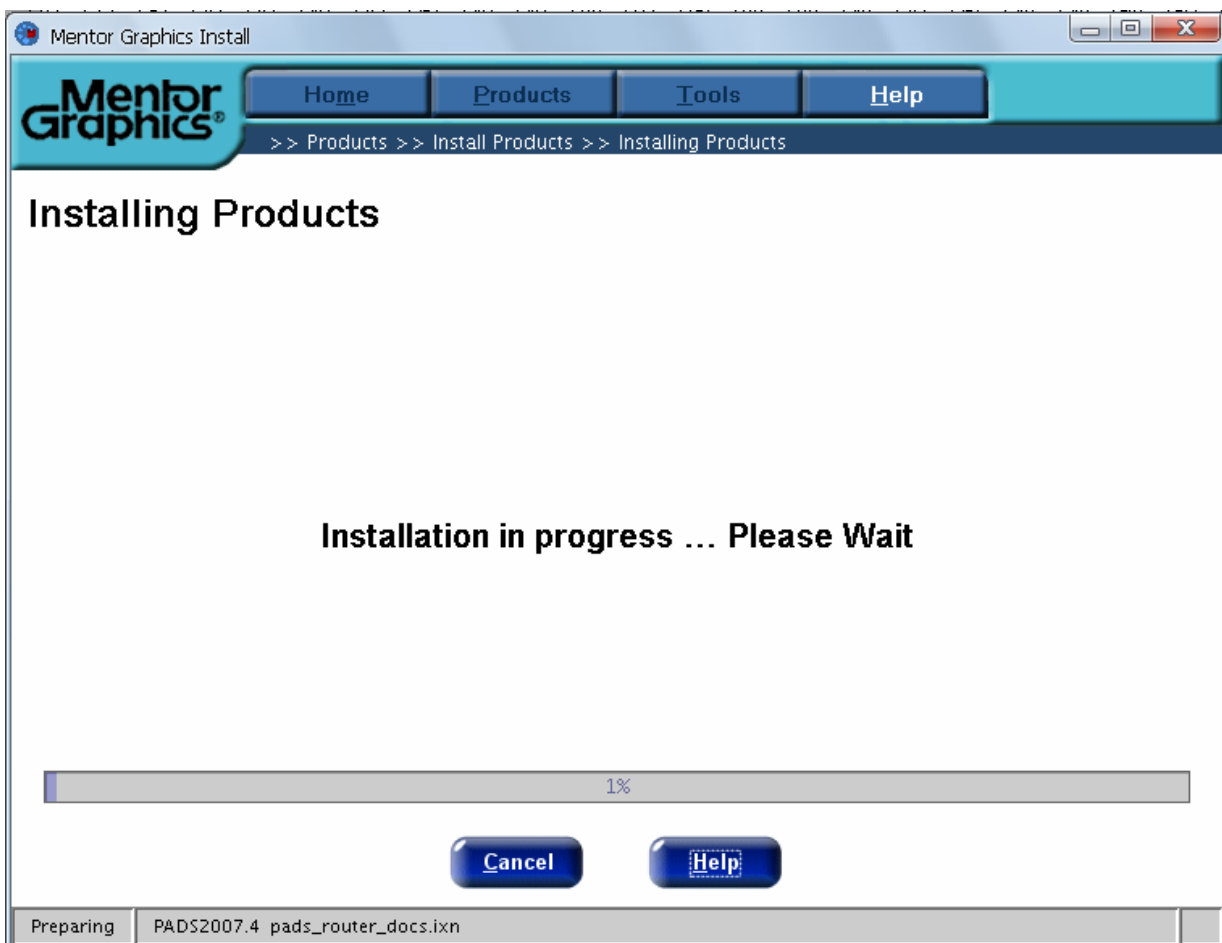 Mentor Graphics Install
Mentor Graphics®
Home Products Tools Help
>> Products >> Install Products >> Installing Products
Installing Products
Installation in progress ... Please Wait
1%
Cancel Help
Preparing PADS2007.4 pads_router_docs.ixn